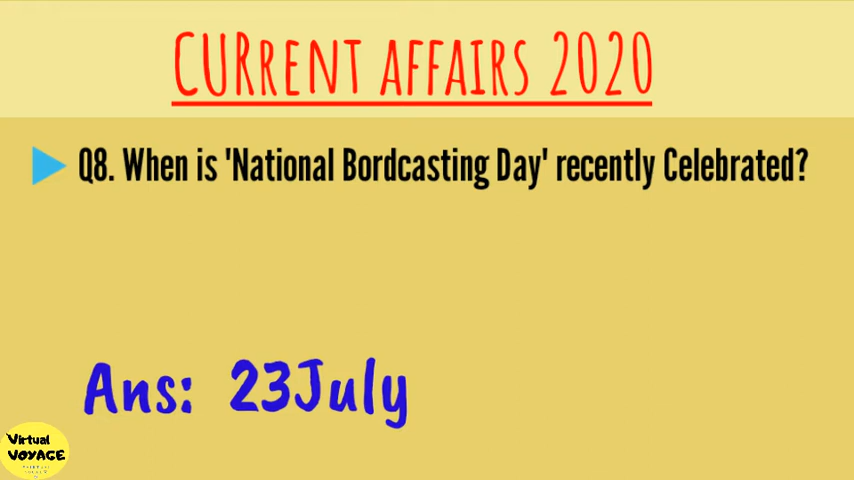 CURRENT AFFAIRS 2020
Q8. When is 'National Bordcasting Day' recently Celebrated?
Ans: 23July
Virtual
VOYAGE